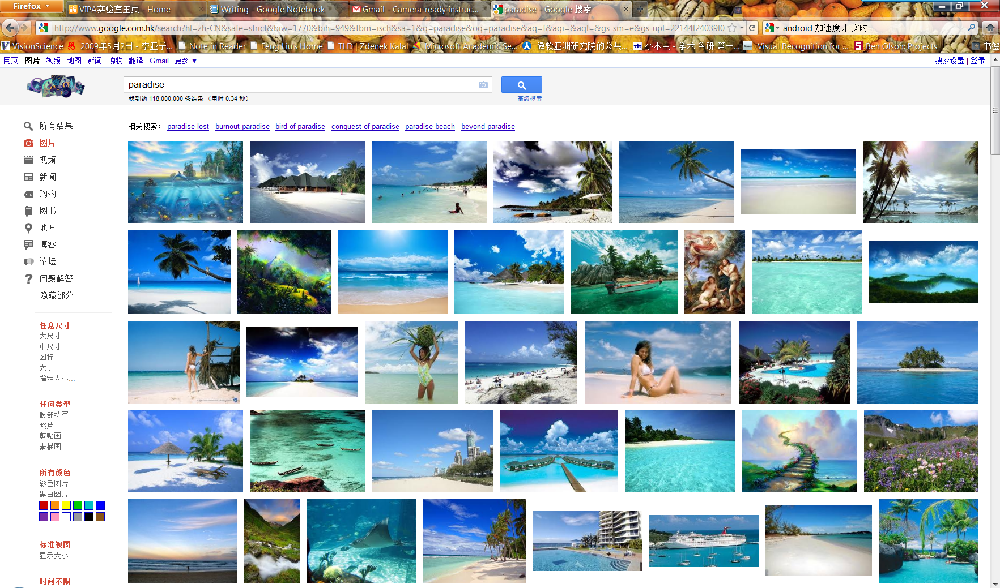 Firefox
VIPA实验室主页 - Home
Writing - Google Notebook
Gmail - Camera-ready instruc...
paradise - Google 搜索
http://www.google.com.hk/search?hl=zh-CN&safe=strict&biw=1770&bih=949&tbm=isch&sa=1&q=paradise&oq=paradise&aq=f&aqi=&aql=&gs_sm=e&gs_upl=22144l24039l0
android 加速度计 实时
VisionScience
2009年5月2日 - 李亚子...
Note in Reader
Feng Liu's Home
TLD | Zdenek Kalal
Microsoft Academic Se...
微软亚洲研究院的公共...
小木虫 - 学术 科研 第一...
Visual Recognition for ...
Ben Olson: Projects
书签
网页 图片 视频 地图 新闻 购物 翻译 Gmail 更多 ▼
搜索设置 | 登录
paradise
找到约 118,000,000 条结果 （用时 0.34 秒）
高级搜索
所有结果
图片
视频
新闻
购物
图书
地方
博客
论坛
问题解答
隐藏部分
任意尺寸
大尺寸
中尺寸
图标
大于...
指定大小...
任何类型
脸部特写
照片
剪贴画
素描画
所有颜色
彩色图片
黑白图片
标准视图
显示大小
时间不限
相关搜索： paradise lost burnout paradise bird of paradise conquest of paradise paradise beach beyond paradise